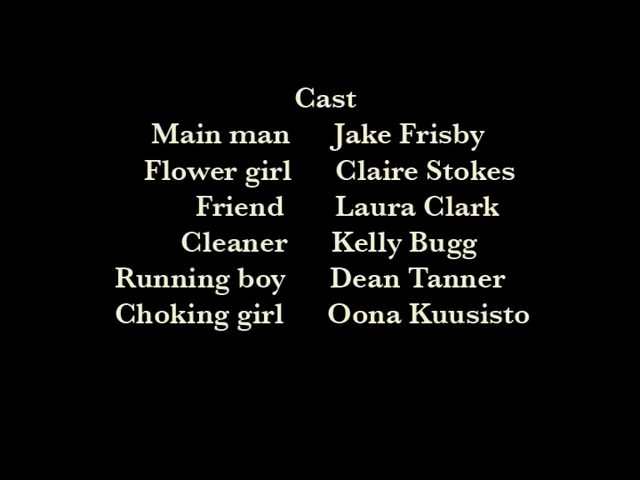 Cast
Main man Jake Frisby
Flower girl Claire Stokes
Friend Laura Clark
Cleaner Kelly Bugg
Running boy Dean Tanner
Choking girl Oona Kuusisto